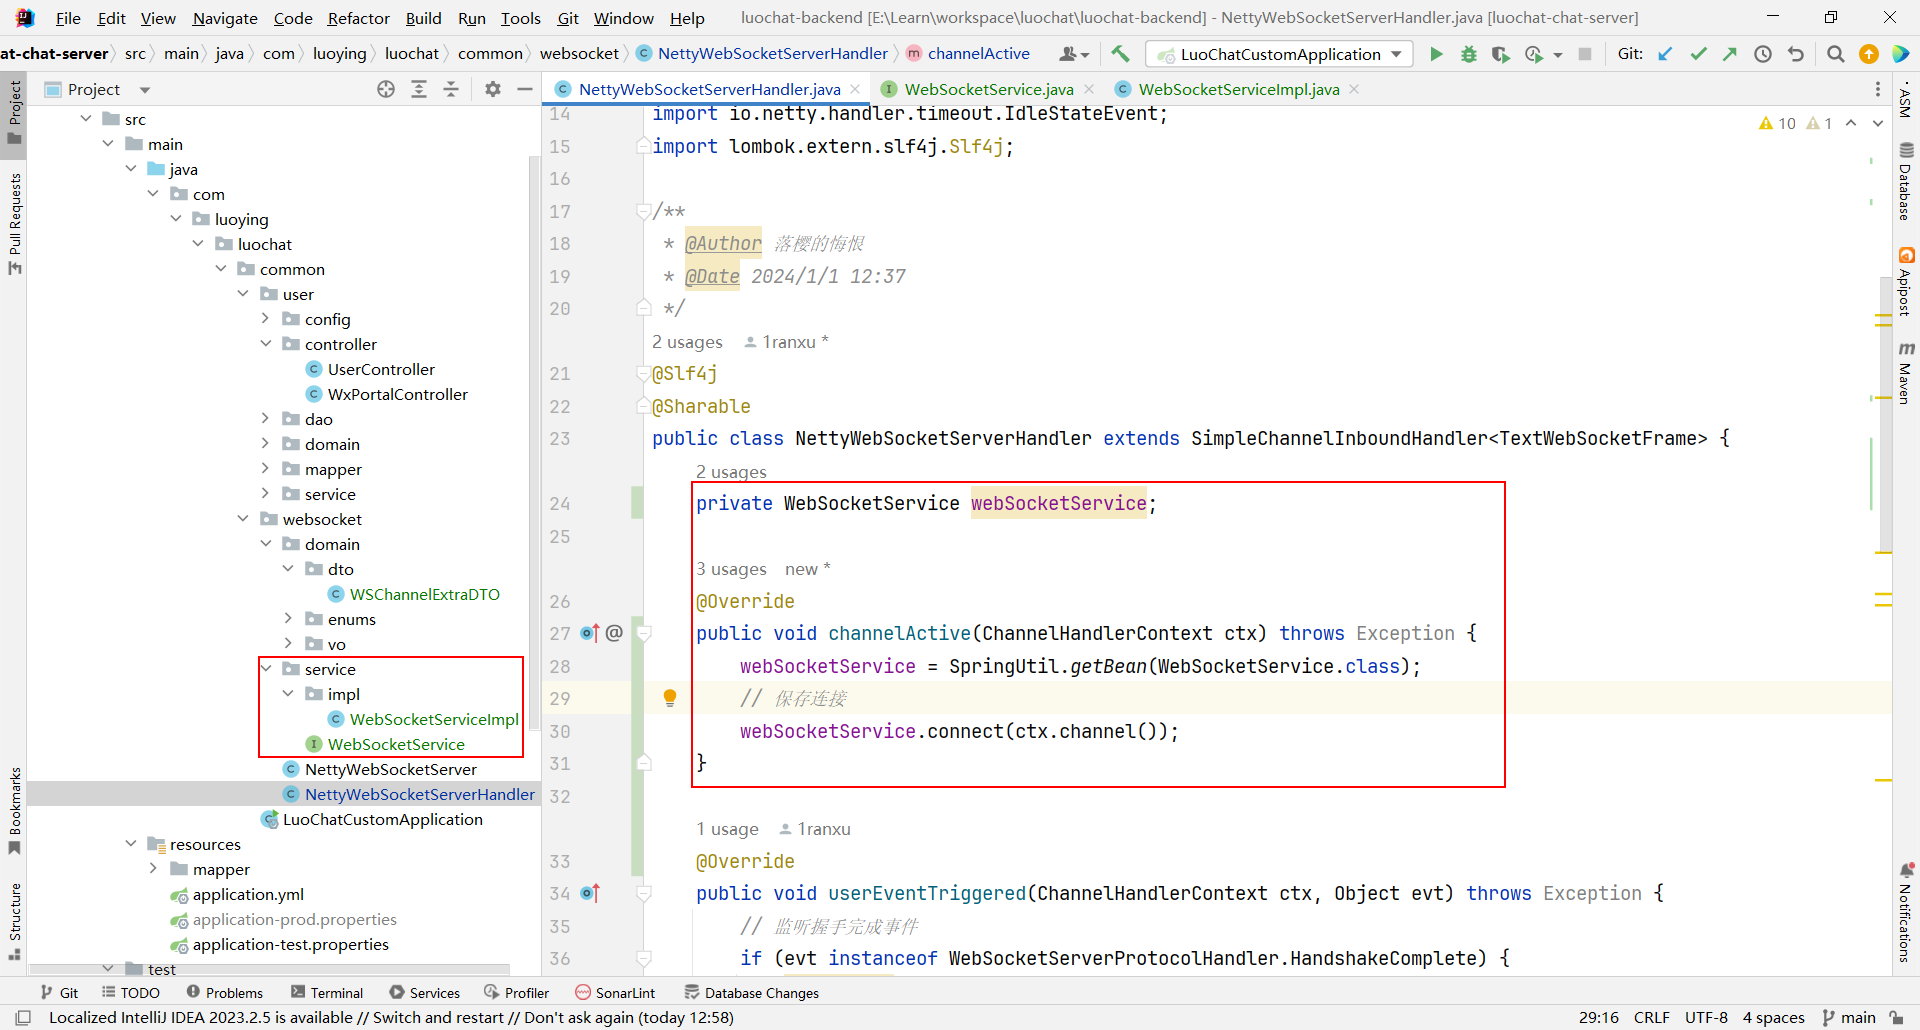 File Edit View Navigate Code Refactor Build Run Tools Git Window Help luochat-backend [E:\Learn\workspace\luochat\luochat-backend] - NettyWebSocketServerHandler.java [luochat-chat-server]
at-chat-server src main java com luoying luochat common websocket NettyWebSocketServerHandler channelActive LuoChatCustomApplication Git:
Project
NettyWebSocketServerHandler.java WebSocketService.java WebSocketServiceImpl.java
Project
Pull Requests
Bookmarks
Structure
src
main
java
com
luoying
luochat
common
user
config
controller
UserController
WxPortalController
dao
domain
mapper
service
websocket
domain
dto
WSChannelExtraDTO
enums
vo
service
impl
WebSocketServiceImpl
WebSocketService
NettyWebSocketServer
NettyWebSocketServerHandler
LuoChatCustomApplication
resources
mapper
application.yml
application-prod.properties
application-test.properties
test
10 1
14 import io.netty.handler.timeout.IdleStateEvent;
15 import lombok.extern.slf4j.Slf4j;
16
17 /**
18 * @Author 落樱的悔恨
19 * @Date 2024/1/1 12:37
20 */
2 usages 1ranxu *
21 @Slf4j
22 @Sharable
23 public class NettyWebSocketServerHandler extends SimpleChannelInboundHandler<TextWebSocketFrame> {
2 usages
24 private WebSocketService webSocketService;
25
3 usages new *
26 @Override
27 public void channelActive(ChannelHandlerContext ctx) throws Exception {
28 webSocketService = SpringUtil.getBean(WebSocketService.class);
29 // 保存连接
30 webSocketService.connect(ctx.channel());
31 }
32
1 usage 1ranxu
33 @Override
34 public void userEventTriggered(ChannelHandlerContext ctx, Object evt) throws Exception {
35 // 监听握手完成事件
36 if (evt instanceof WebSocketServerProtocolHandler.HandshakeComplete) {
ASM
Database
Apipost
Maven
Notifications
Git TODO Problems Terminal Services Profiler SonarLint Database Changes
Localized IntelliJ IDEA 2023.2.5 is available // Switch and restart // Don't ask again (today 12:58) 29:16 CRLF UTF-8 4 spaces main